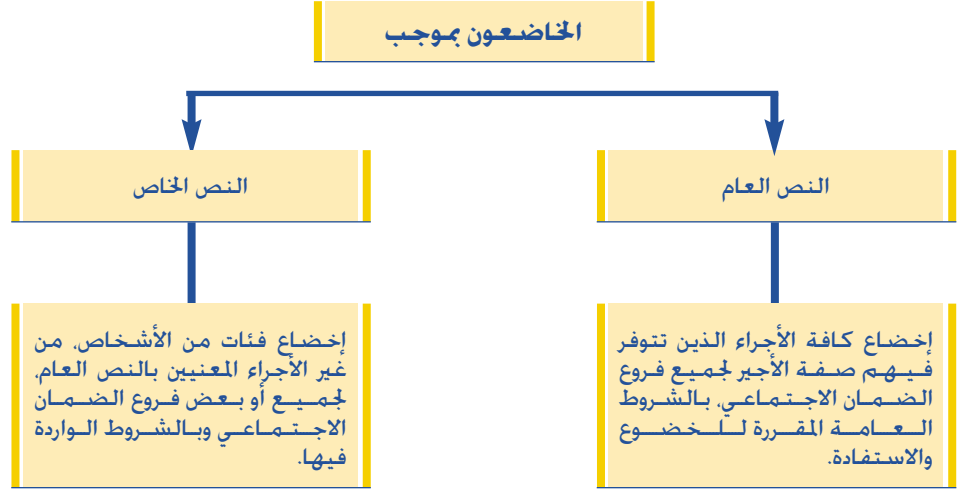 الخاضعون بموجب
النص العام
النص الخاص
إخضاع كافة الأجراء الذين تتوفر
فيهم صفة الأجير لجميع فروع
الضمان الاجتماعي، بالشروط
العامة المقررة للخضوع
والاستفادة.
إخضاع فئات من الأشخاص، من
غير الأجراء المعنيين بالنص العام،
لجميع أو بعض فروع الضمان
الاجتماعي وبالشروط الواردة
فيها.